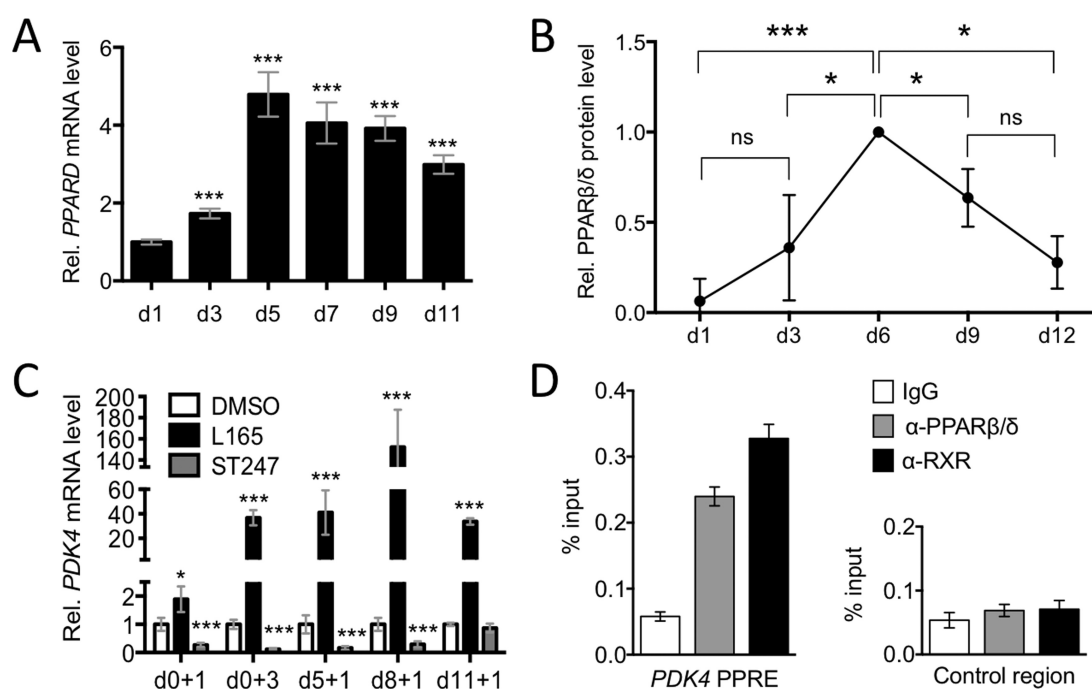 A
Rel. PPARD mRNA level
6
4
2
0
***
***
***
***
***
d1 d3 d5 d7 d9 d11
B
Rel. PPARβ/δ protein level
1.5
1.0
0.5
0.0
***
*
*
*
ns
ns
d1 d3 d6 d9 d12
C
Rel. PDK4 mRNA level
200
180
160
140
60
40
20
2
1
0
DMSO
L165
ST247
*
***
***
***
***
***
***
***
***
d0+1 d0+3 d5+1 d8+1 d11+1
D
% input
0.4
0.3
0.2
0.1
0.0
PDK4 PPRE
IgG
α-PPARβ/δ
α-RXR
% input
0.2
0.1
0.0
Control region